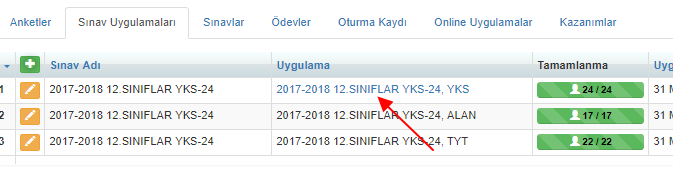 Anketler Sınav Uygulamaları Sınavlar Ödevler Oturma Kaydı Online Uygulamalar Kazanımlar
Sınav Adı Uygulama Tamamlanma Uyg
1 2017-2018 12.SINIFLAR YKS-24 2017-2018 12.SINIFLAR YKS-24, YKS 24 / 24 31 M
2 2017-2018 12.SINIFLAR YKS-24 2017-2018 12.SINIFLAR YKS-24, ALAN 17 / 17 31 M
3 2017-2018 12.SINIFLAR YKS-24 2017-2018 12.SINIFLAR YKS-24, TYT 22 / 22 31 M